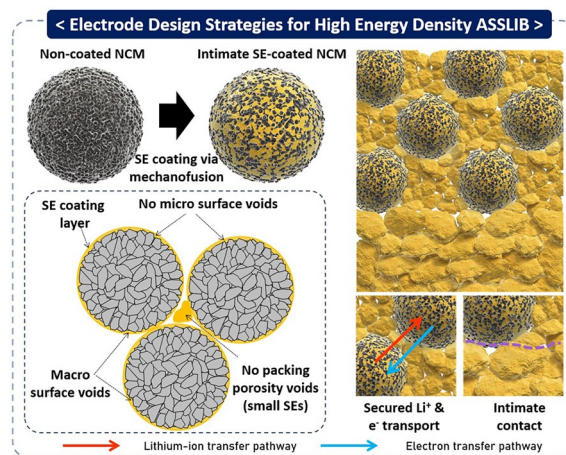 < Electrode Design Strategies for High Energy Density ASSLIB >
Non-coated NCM
Intimate SE-coated NCM
SE coating via
mechanofusion
SE coating
layer
No micro surface voids
Macro
surface voids
No packing
porosity voids
(small SEs)
Secured Li⁺ &
e⁻ transport
Intimate
contact
Lithium-ion transfer pathway
Electron transfer pathway